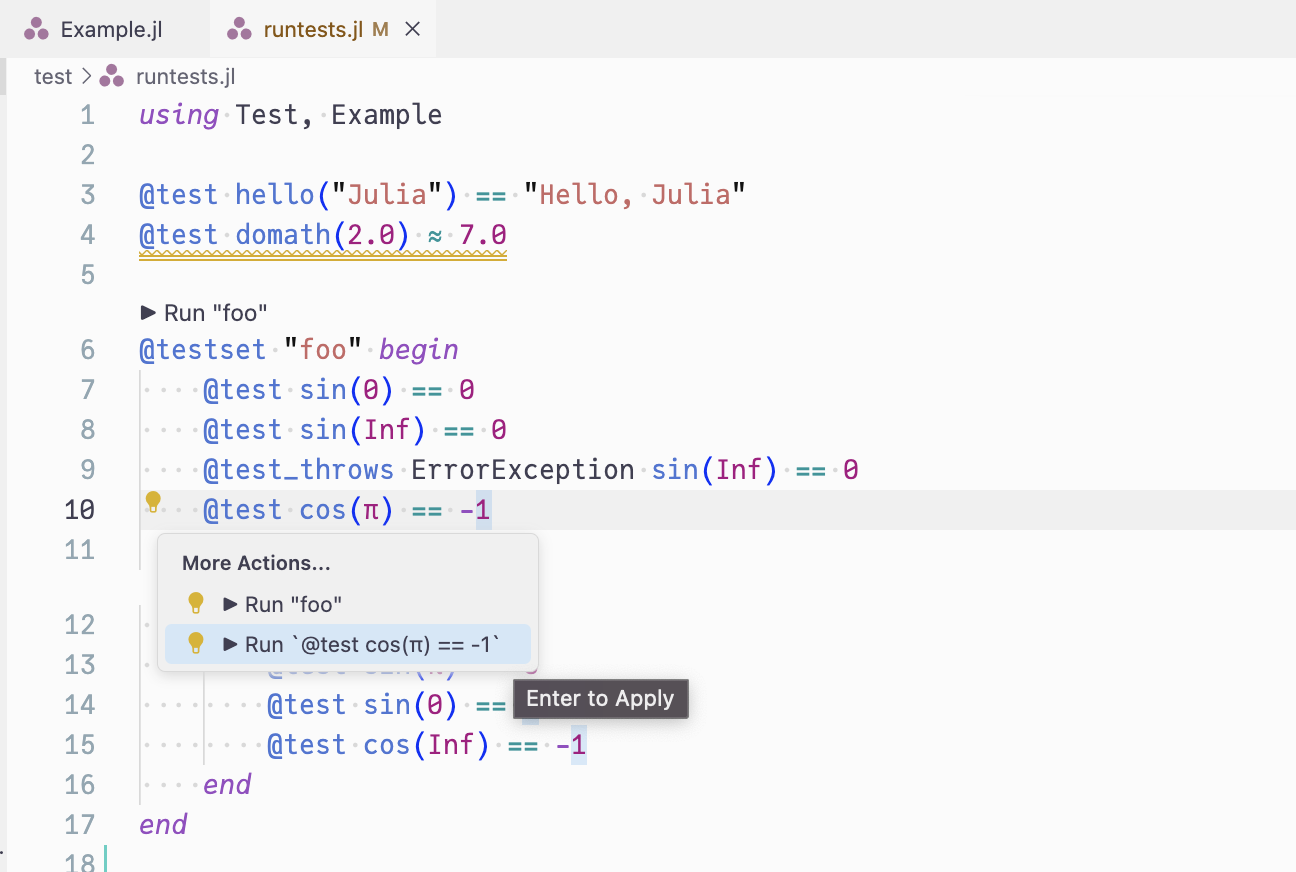 Example.jl runtests.jl M
test > runtests.jl
1 using Test, Example
2
3 @test hello("Julia") == "Hello, Julia"
4 @test domath(2.0) ≈ 7.0
5
▶ Run "foo"
6 @testset "foo" begin
7 @test sin(0) == 0
8 @test sin(Inf) == 0
9 @test_throws ErrorException sin(Inf) == 0
10 @test cos(π) == -1
11
More Actions...
▶ Run "foo"
12
▶ Run `@test cos(π) == -1`
13
Enter to Apply
14 @test sin(0) ==
15 @test cos(Inf) == -1
16 end
17 end
18